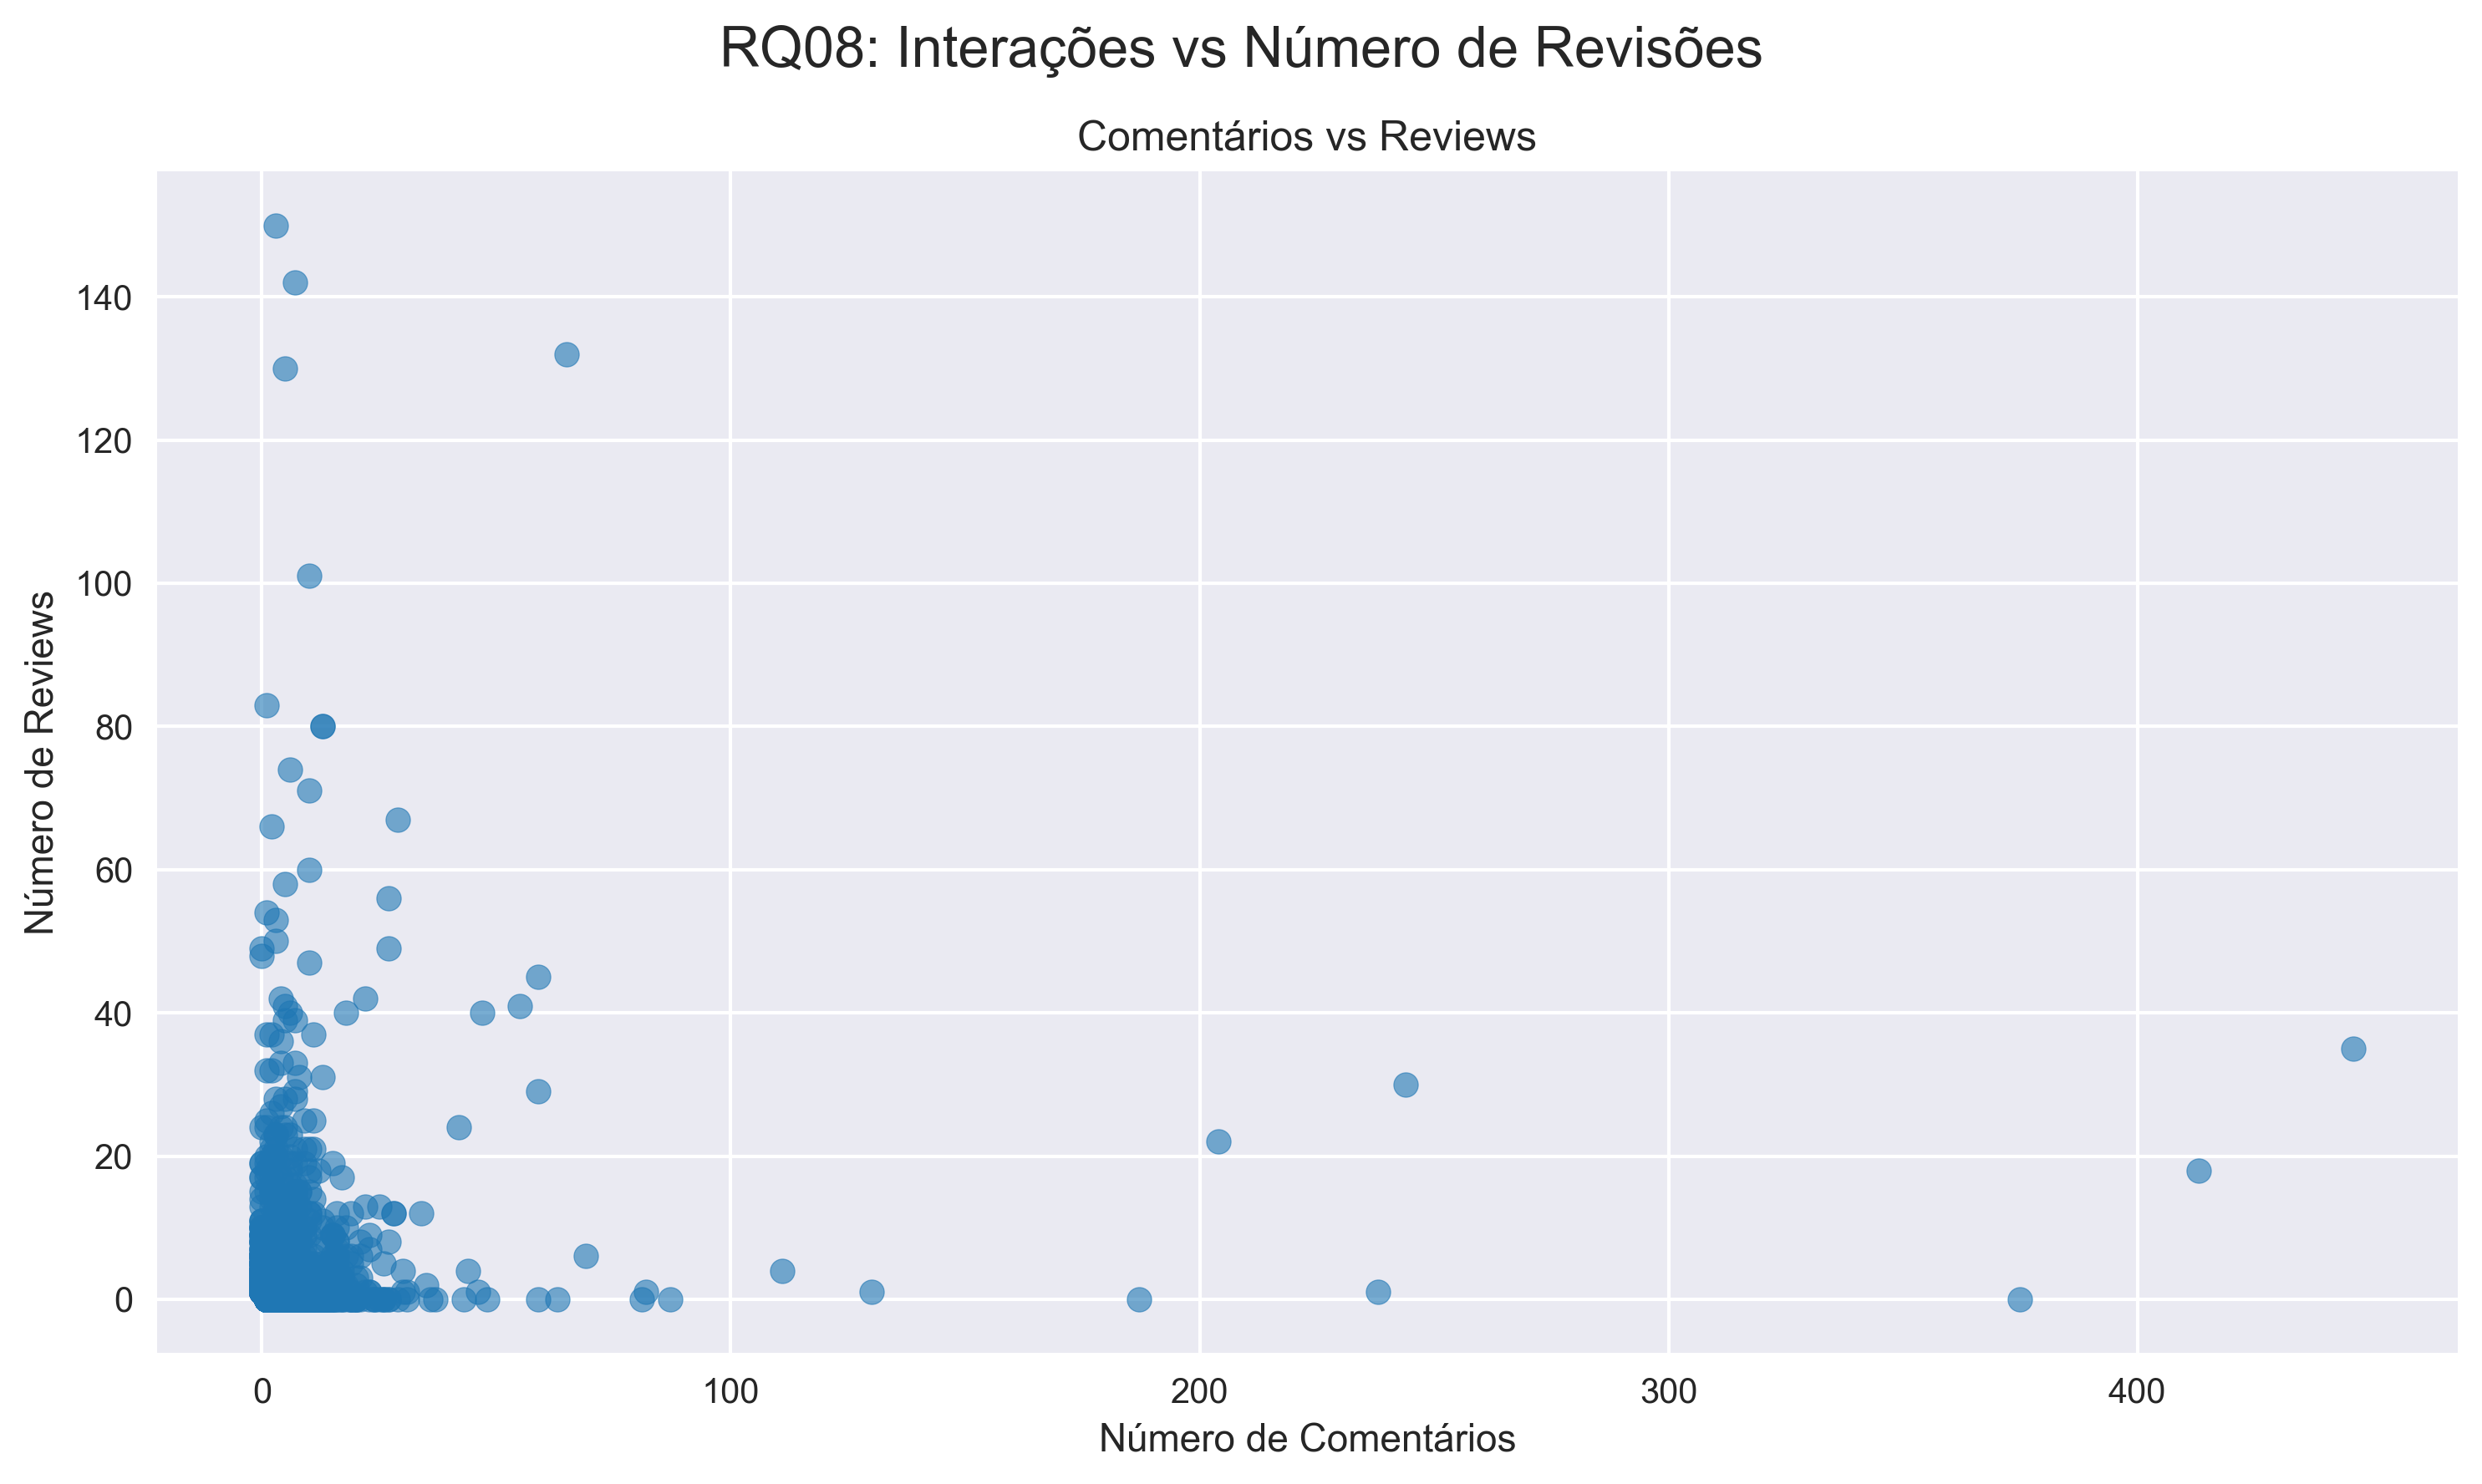 RQ08: Interações vs Número de Revisões
Comentários vs Reviews
Número de Reviews
140
120
100
80
60
40
20
0
0 100 200 300 400
Número de Comentários